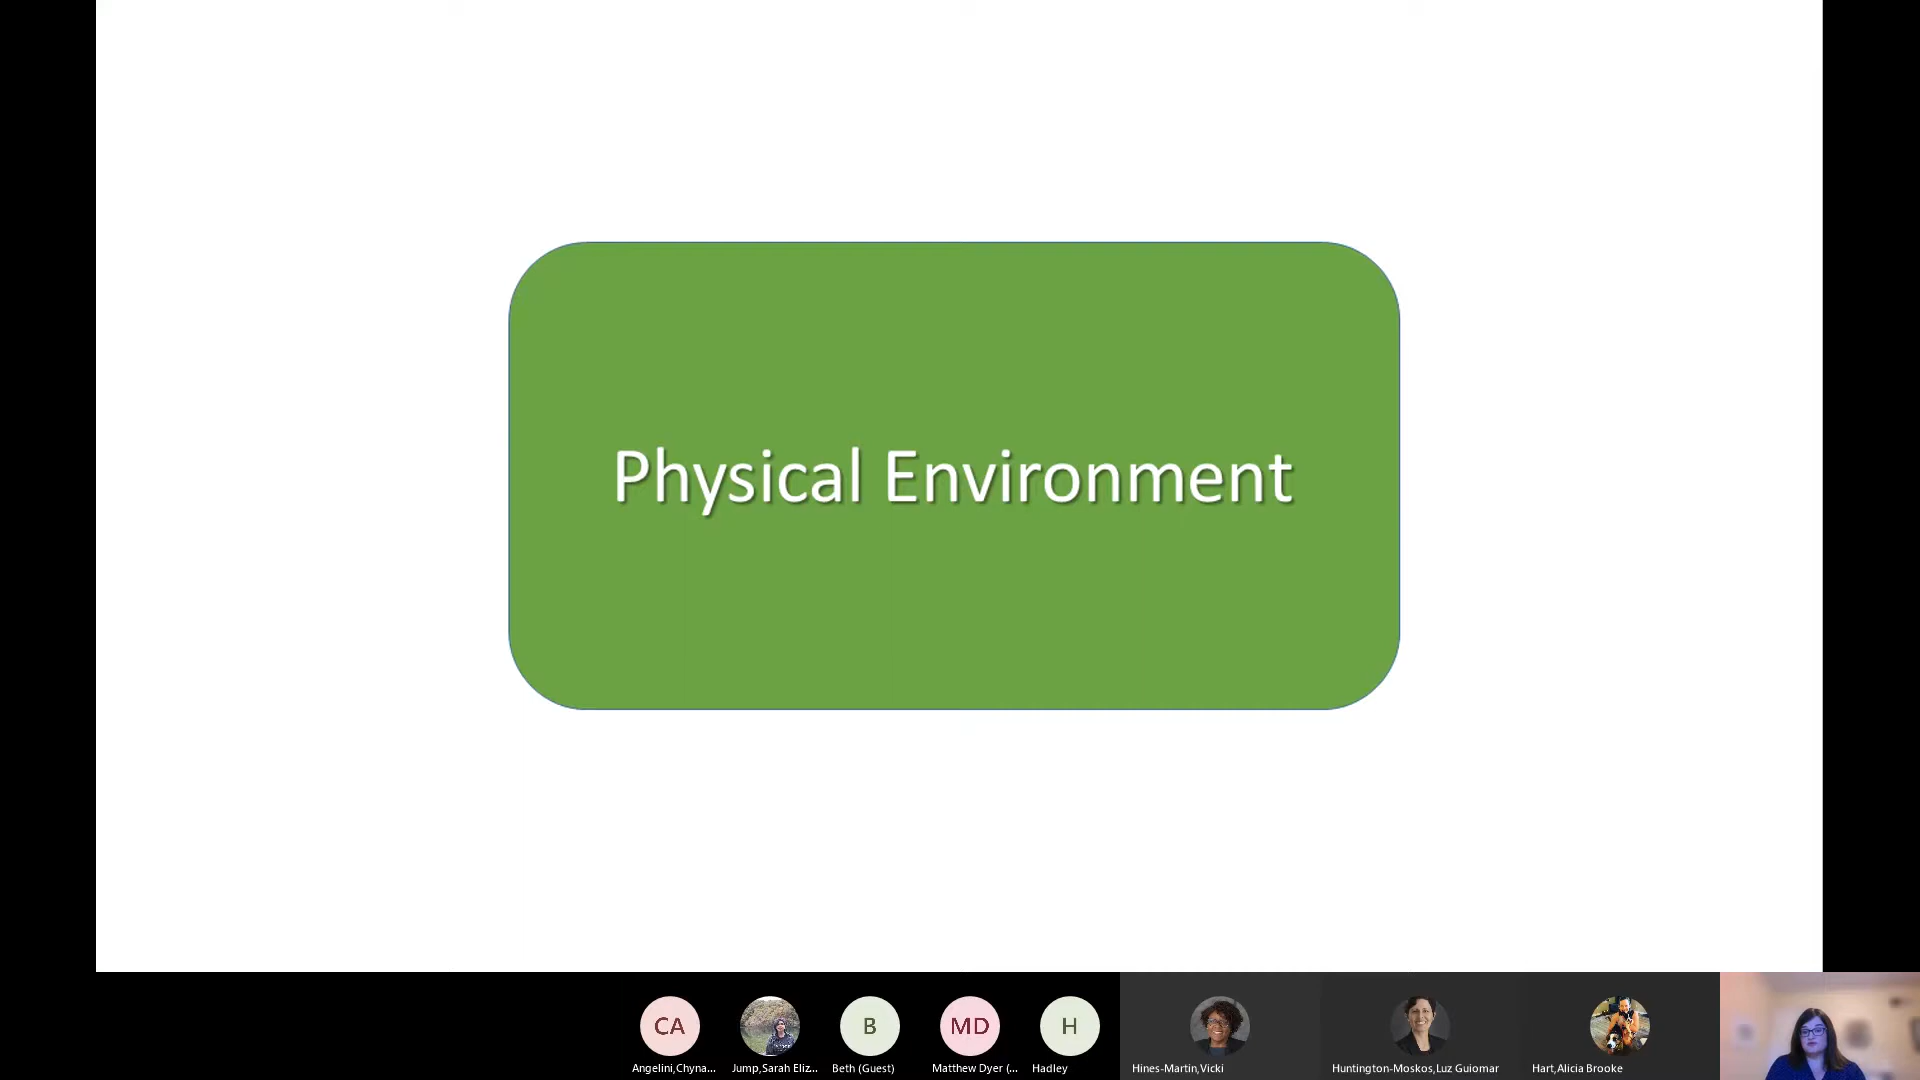 Physical Environment
CA
B
MD
H
Angelini,Chyna...
Jump,Sarah Eliz...
Beth (Guest)
Matthew Dyer (...
Hadley
Hines-Martin,Vicki
Huntington-Moskos,Luz Guiomar
Hart,Alicia Brooke